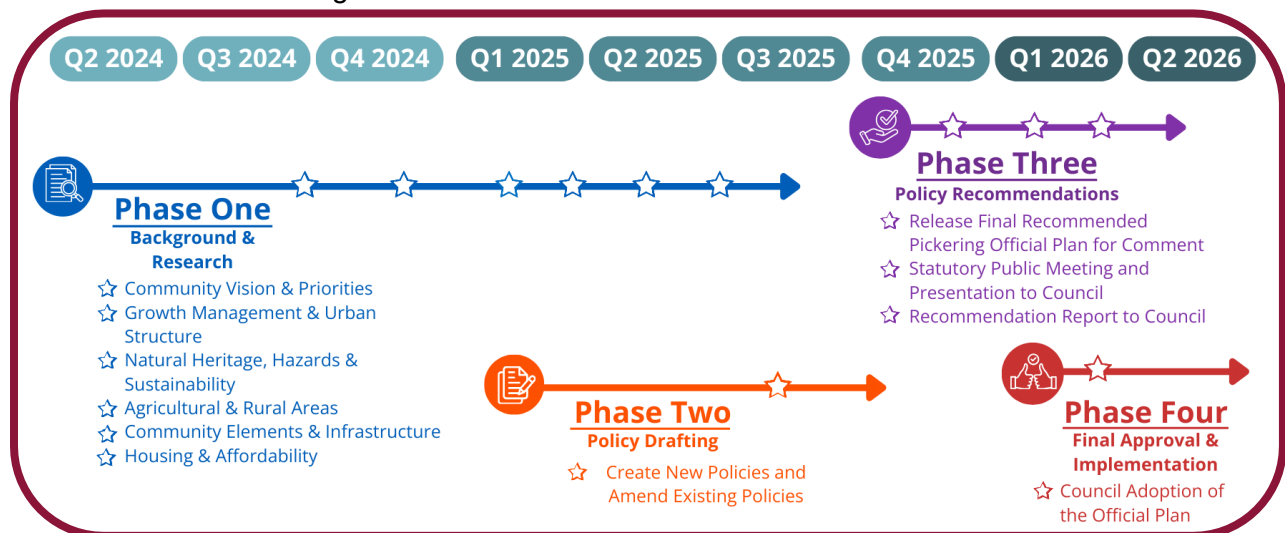 Q2 2024 Q3 2024 Q4 2024 Q1 2025 Q2 2025 Q3 2025 Q4 2025 Q1 2026 Q2 2026
Phase One
Background &
Research
Community Vision & Priorities
Growth Management & Urban
Structure
Natural Heritage, Hazards &
Sustainability
Agricultural & Rural Areas
Community Elements & Infrastructure
Housing & Affordability
Phase Two
Policy Drafting
Create New Policies and
Amend Existing Policies
Phase Three
Policy Recommendations
Release Final Recommended
Pickering Official Plan for Comment
Statutory Public Meeting and
Presentation to Council
Recommendation Report to Council
Phase Four
Final Approval &
Implementation
Council Adoption of
the Official Plan